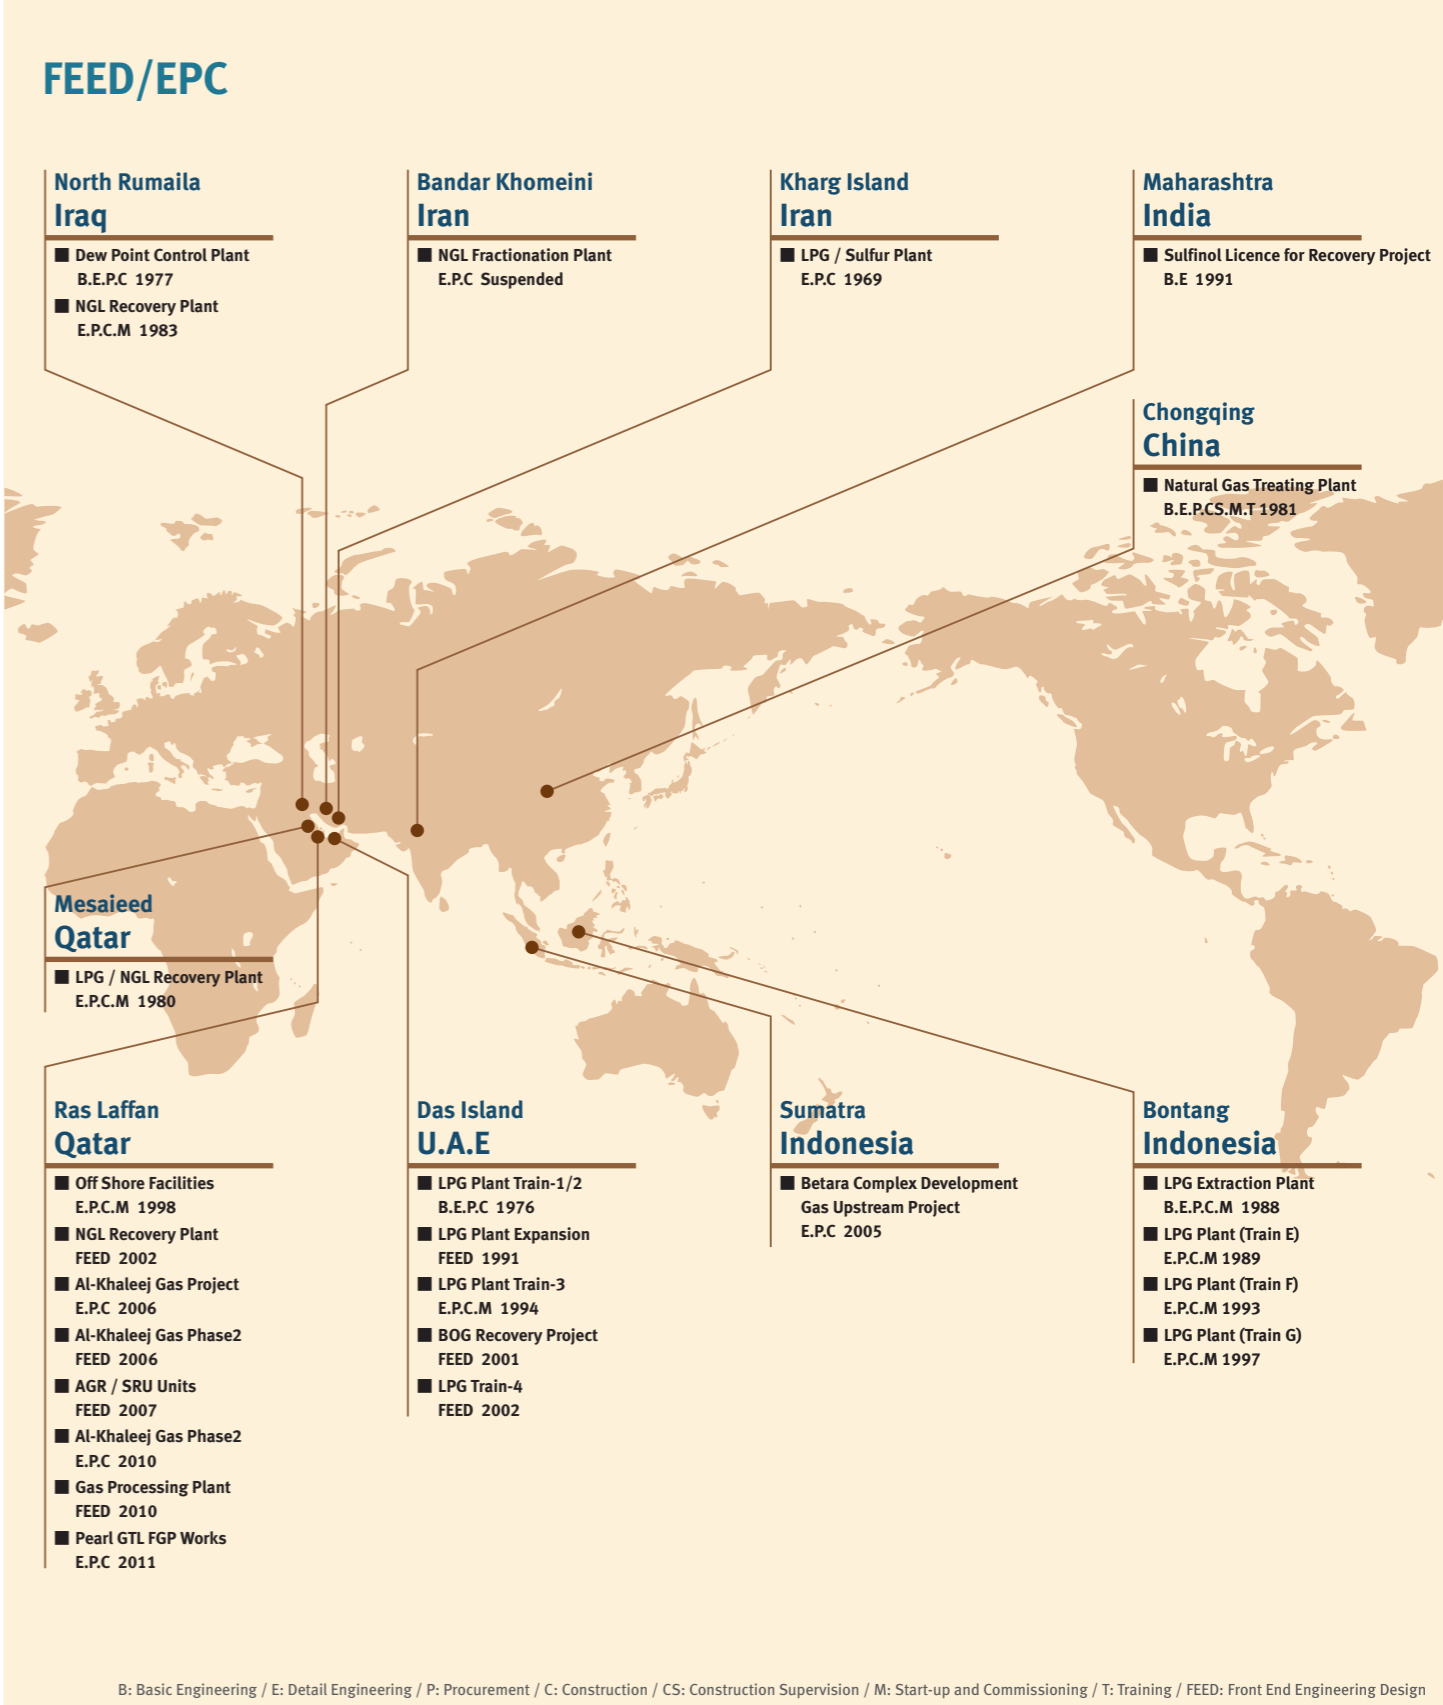 FEED/EPC
North Rumaila
Iraq
■ Dew Point Control Plant
B.E.P.C 1977
■ NGL Recovery Plant
E.P.C.M 1983
Bandar Khomeini
Iran
■ NGL Fractionation Plant
E.P.C Suspended
Kharg Island
Iran
■ LPG / Sulfur Plant
E.P.C 1969
Maharashtra
India
■ Sulfinol Licence for Recovery Project
B.E 1991
Chongqing
China
■ Natural Gas Treating Plant
B.E.P.CS.M.T 1981
Mesaieed
Qatar
■ LPG / NGL Recovery Plant
E.P.C.M 1980
Ras Laffan
Qatar
■ Off Shore Facilities
E.P.C.M 1998
■ NGL Recovery Plant
FEED 2002
■ Al-Khaleej Gas Project
E.P.C 2006
■ Al-Khaleej Gas Phase2
FEED 2006
■ AGR / SRU Units
FEED 2007
■ Al-Khaleej Gas Phase2
E.P.C 2010
■ Gas Processing Plant
FEED 2010
■ Pearl GTL FGP Works
E.P.C 2011
Das Island
U.A.E
■ LPG Plant Train-1/2
B.E.P.C 1976
■ LPG Plant Expansion
FEED 1991
■ LPG Plant Train-3
E.P.C.M 1994
■ BOG Recovery Project
FEED 2001
■ LPG Train-4
FEED 2002
Sumatra
Indonesia
■ Betara Complex Development
Gas Upstream Project
E.P.C 2005
Bontang
Indonesia
■ LPG Extraction Plant
B.E.P.C.M 1988
■ LPG Plant (Train E)
E.P.C.M 1989
■ LPG Plant (Train F)
E.P.C.M 1993
■ LPG Plant (Train G)
E.P.C.M 1997
B: Basic Engineering / E: Detail Engineering / P: Procurement / C: Construction / CS: Construction Supervision / M: Start-up and Commissioning / T: Training / FEED: Front End Engineering Design